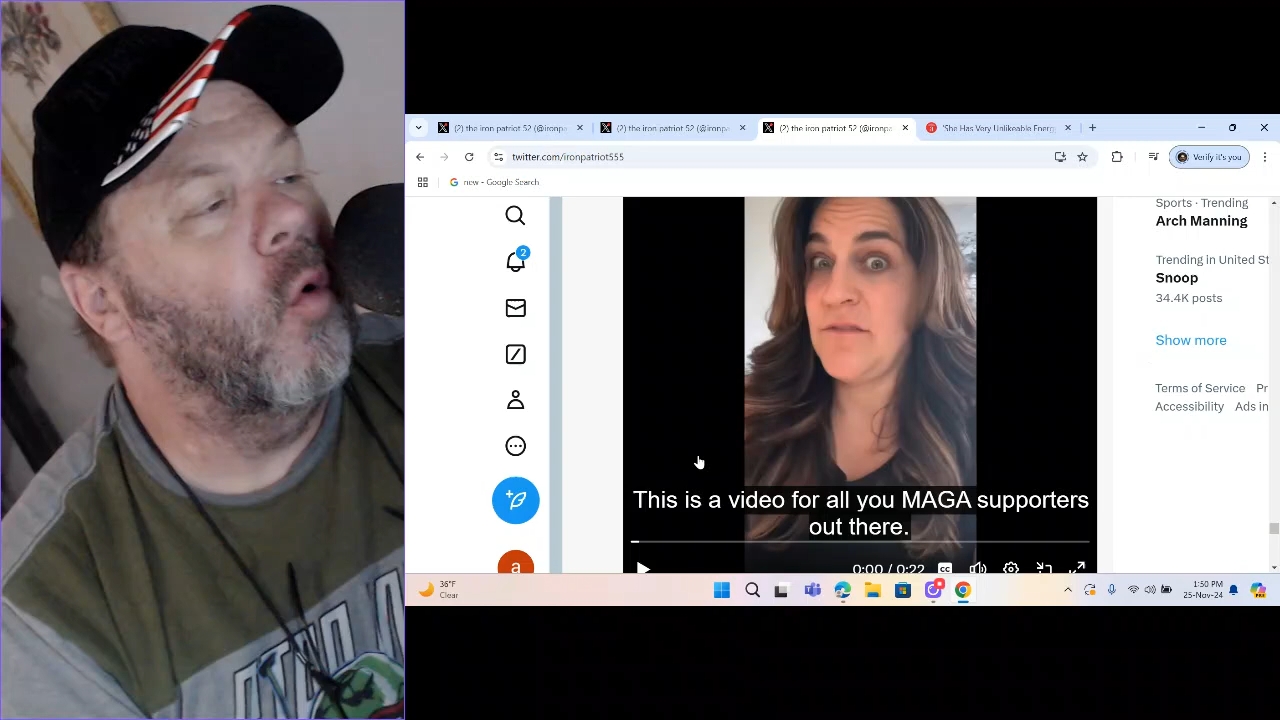 (2) the iron patriot 52 (@ironpa
(2) the iron patriot 52 (@ironpa
(2) the iron patriot 52 (@ironpa
'She Has Very Unlikeable Energ
twitter.com/ironpatriot555
Verify it's you
new - Google Search
2
Sports · Trending
Arch Manning
Trending in United St
Snoop
34.4K posts
Show more
Terms of Service Pr
Accessibility Ads in
This is a video for all you MAGA supporters
out there.
0:00 / 0:22
CC
a
36°F
Clear
1:50 PM
25-Nov-24